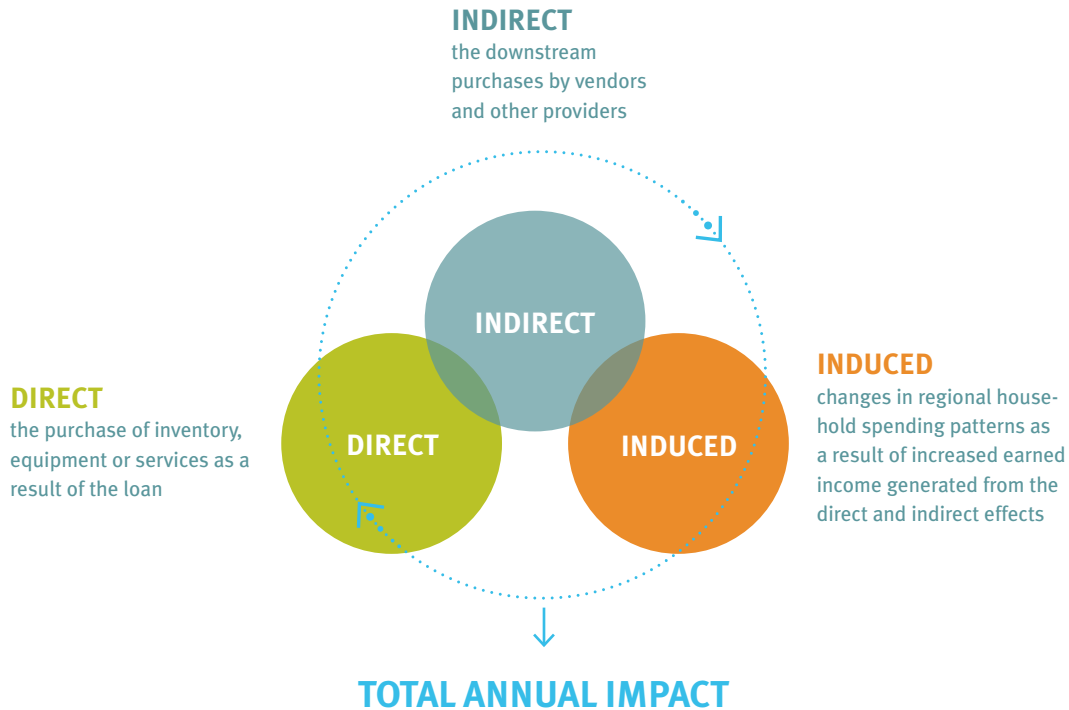 INDIRECT
the downstream
purchases by vendors
and other providers
INDIRECT
DIRECT
the purchase of inventory,
equipment or services as a
result of the loan
DIRECT
INDUCED
INDUCED
changes in regional house-
hold spending patterns as
a result of increased earned
income generated from the
direct and indirect effects
TOTAL ANNUAL IMPACT